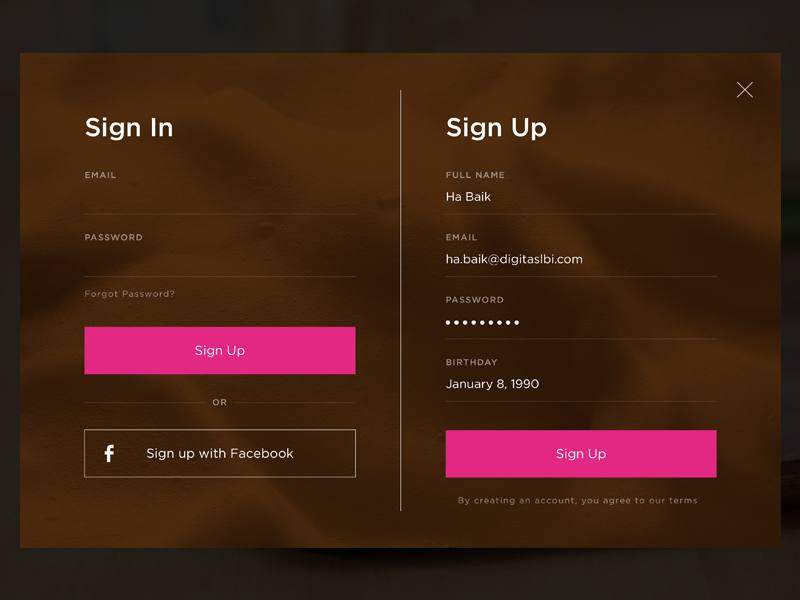 Sign In
EMAIL
PASSWORD
Forgot Password?
Sign Up
OR
Sign up with Facebook
Sign Up
FULL NAME
Ha Baik
EMAIL
ha.baik@digitaslbi.com
PASSWORD
BIRTHDAY
January 8, 1990
Sign Up
By creating an account, you agree to our terms